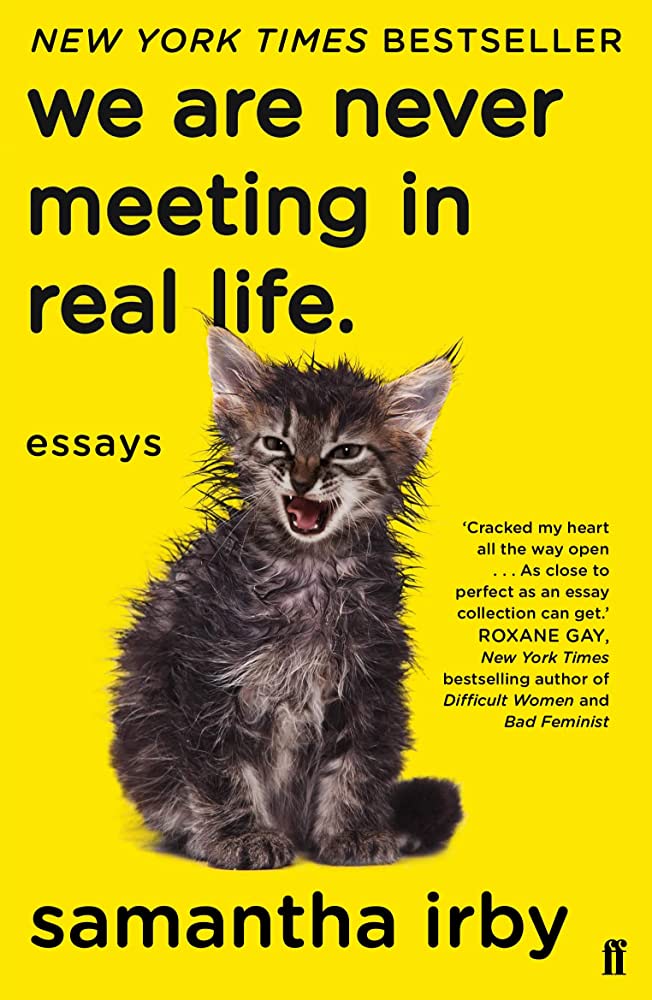 NEW YORK TIMES BESTSELLER
we are never
meeting in
real life.
essays
‘Cracked my heart
all the way open
. . . As close to
perfect as an essay
collection can get.’
ROXANE GAY,
New York Times
bestselling author of
Difficult Women and
Bad Feminist
samantha irby
ff